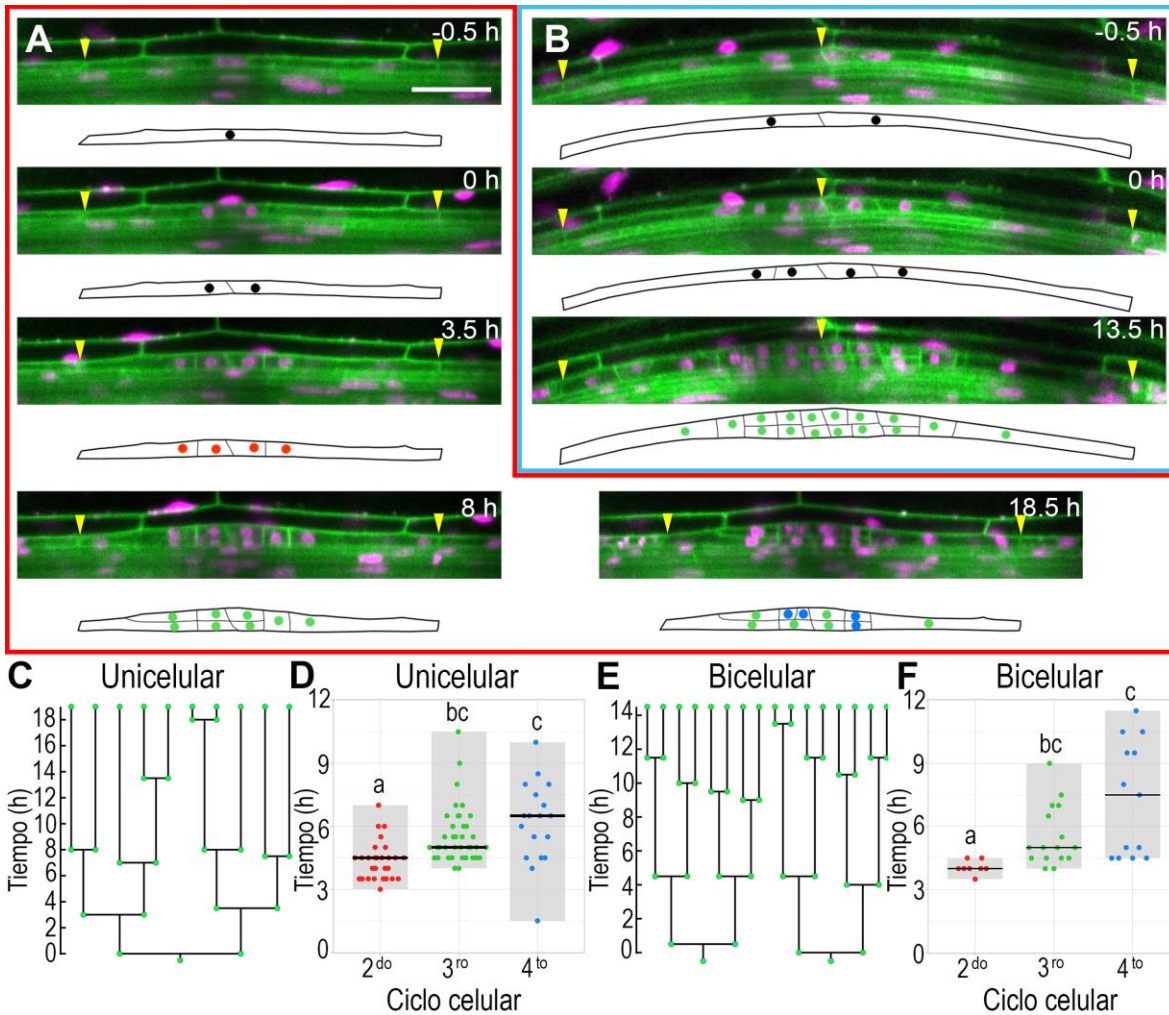 A
-0.5 h
0 h
3.5 h
8 h
18.5 h
B
-0.5 h
0 h
13.5 h
C Unicelular
Tiempo (h)
18
16
14
12
10
8
6
4
2
0
D Unicelular
Tiempo (h)
12
9
6
3
0
a
bc
c
2do
3ro
4to
Ciclo celular
E Bicelular
Tiempo (h)
14
12
10
8
6
4
2
0
F Bicelular
Tiempo (h)
12
9
6
3
0
a
bc
c
2do
3ro
4to
Ciclo celular